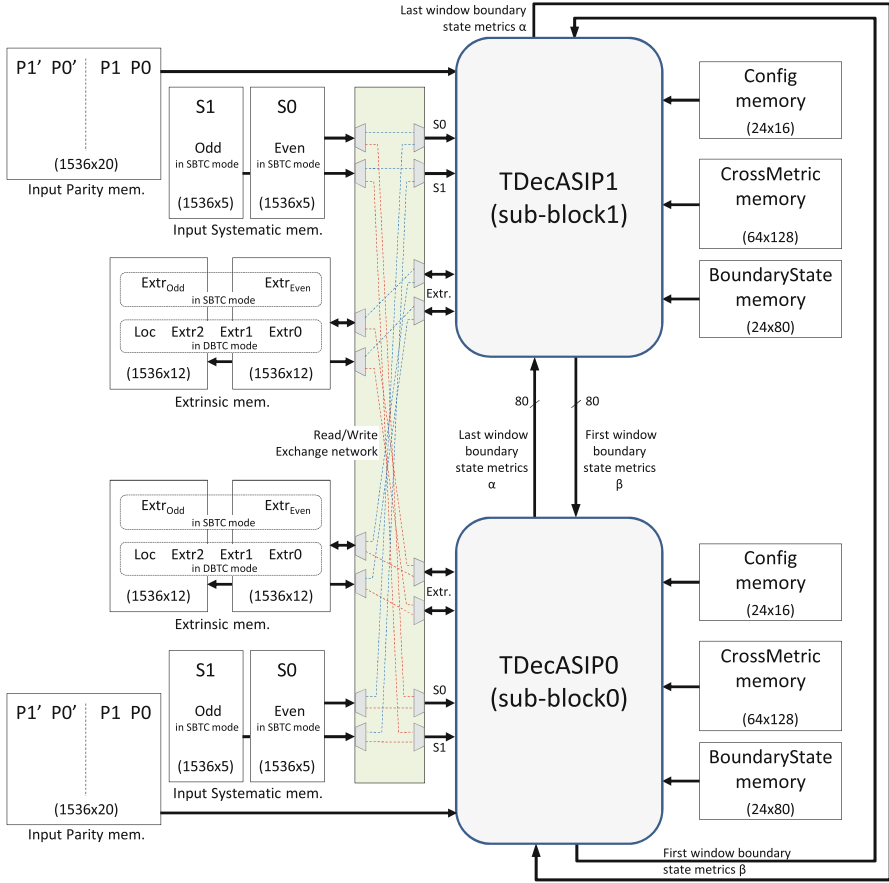 Last window boundary
state metrics α
P1’ P0’ P1 P0
(1536x20)
Input Parity mem.
S1
Odd
in SBTC mode
(1536x5)
S0
Even
in SBTC mode
(1536x5)
Input Systematic mem.
S0
S1
TDecASIP1
(sub-block1)
Config
memory
(24x16)
CrossMetric
memory
(64x128)
BoundaryState
memory
(24x80)
ExtrOdd ExtrEven
in SBTC mode
Loc Extr2 Extr1 Extr0
in DBTC mode
(1536x12) (1536x12)
Extrinsic mem.
Extr.
Read/Write
Exchange network
80 80
Last window
boundary
state metrics
α
First window
boundary
state metrics
β
ExtrOdd ExtrEven
in SBTC mode
Loc Extr2 Extr1 Extr0
in DBTC mode
(1536x12) (1536x12)
Extrinsic mem.
Extr.
TDecASIP0
(sub-block0)
Config
memory
(24x16)
CrossMetric
memory
(64x128)
BoundaryState
memory
(24x80)
S1
Odd
in SBTC mode
(1536x5)
S0
Even
in SBTC mode
(1536x5)
Input Systematic mem.
S0
S1
P1’ P0’ P1 P0
(1536x20)
Input Parity mem.
First window boundary
state metrics β